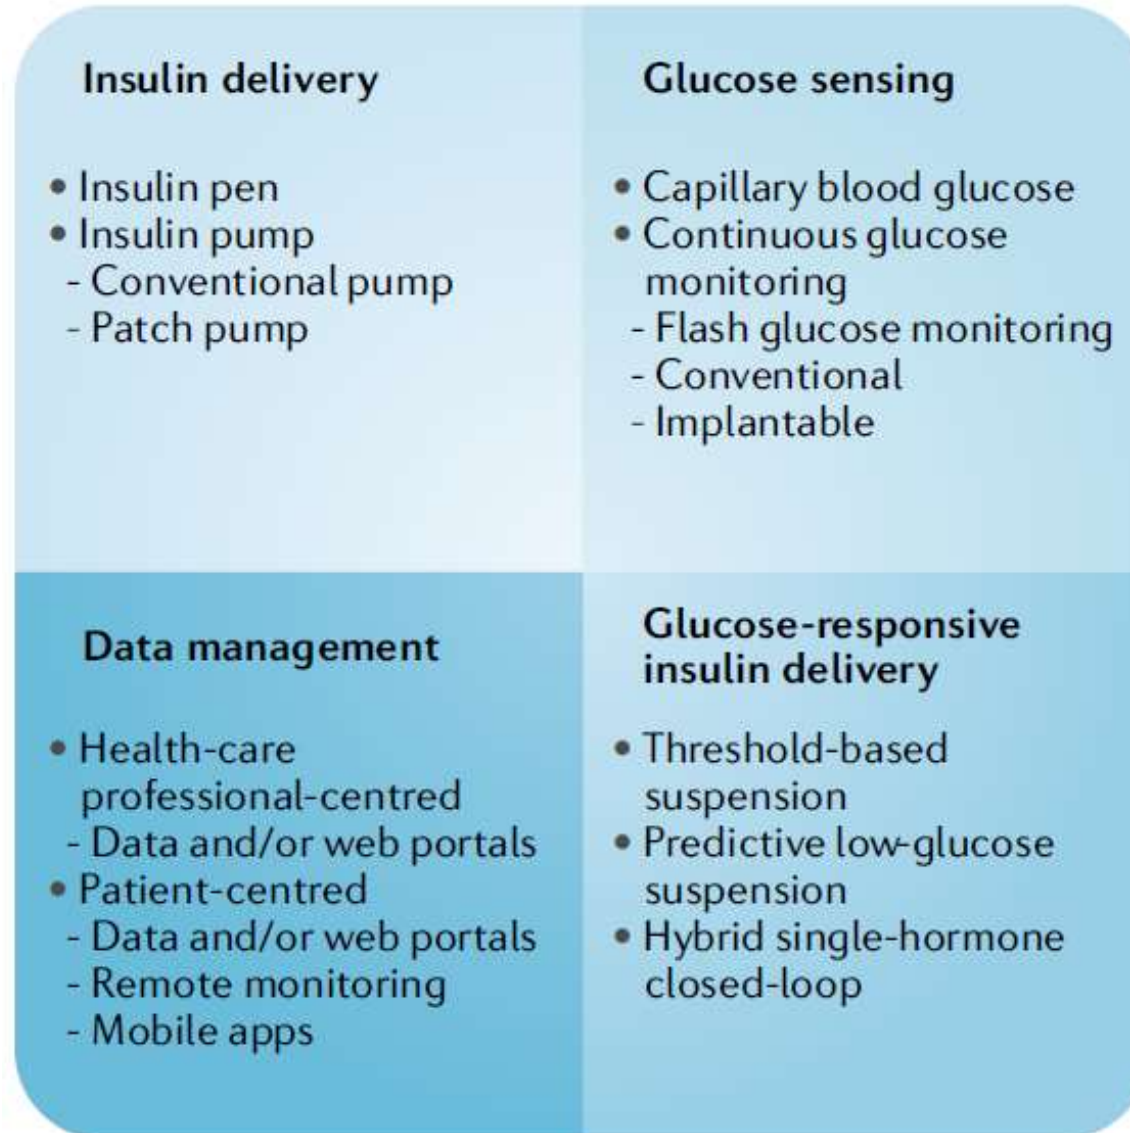 Insulin delivery
• Insulin pen
• Insulin pump
- Conventional pump
- Patch pump
Glucose sensing
• Capillary blood glucose
• Continuous glucose
monitoring
- Flash glucose monitoring
- Conventional
- Implantable
Data management
• Health-care
professional-centred
- Data and/or web portals
• Patient-centred
- Data and/or web portals
- Remote monitoring
- Mobile apps
Glucose-responsive
insulin delivery
• Threshold-based
suspension
• Predictive low-glucose
suspension
• Hybrid single-hormone
closed-loop